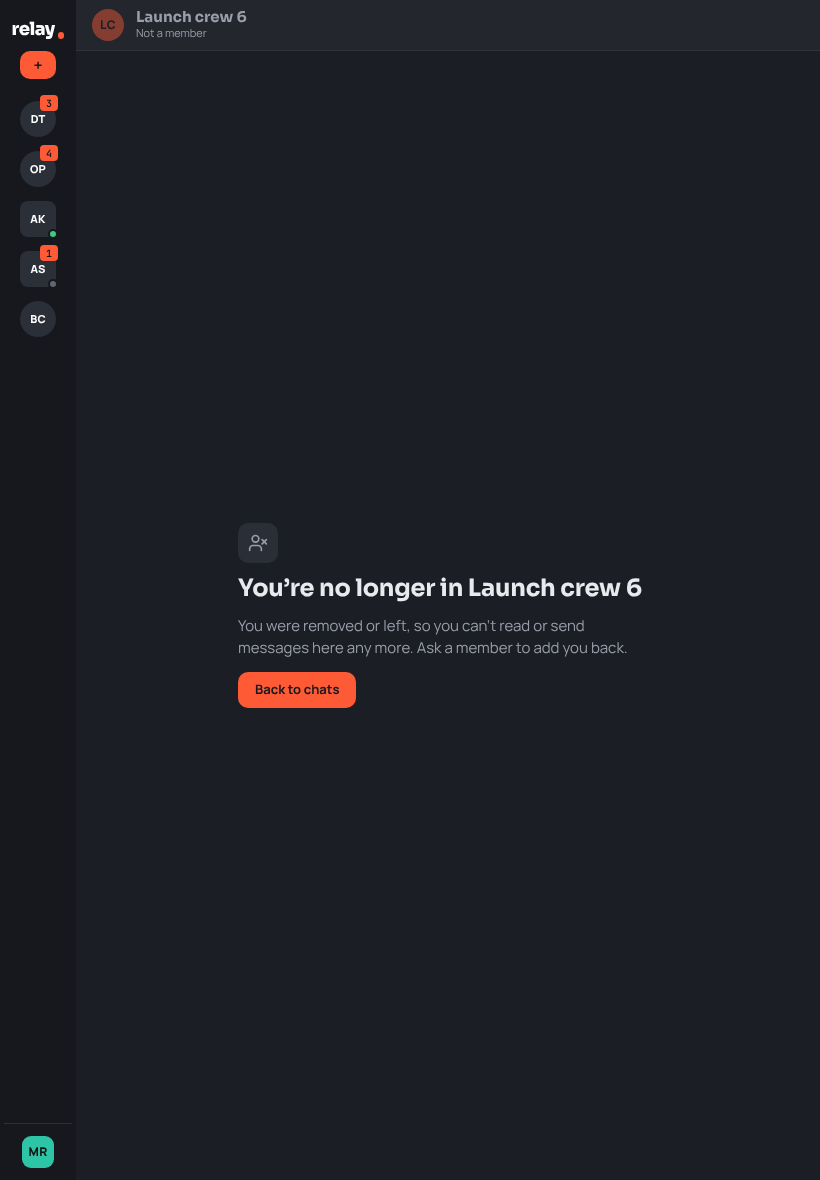 relay.
+
3
DT
4
OP
AK
1
AS
BC
MR
LC
Launch crew 6
Not a member
You’re no longer in Launch crew 6
You were removed or left, so you can’t read or send
messages here any more. Ask a member to add you back.
Back to chats